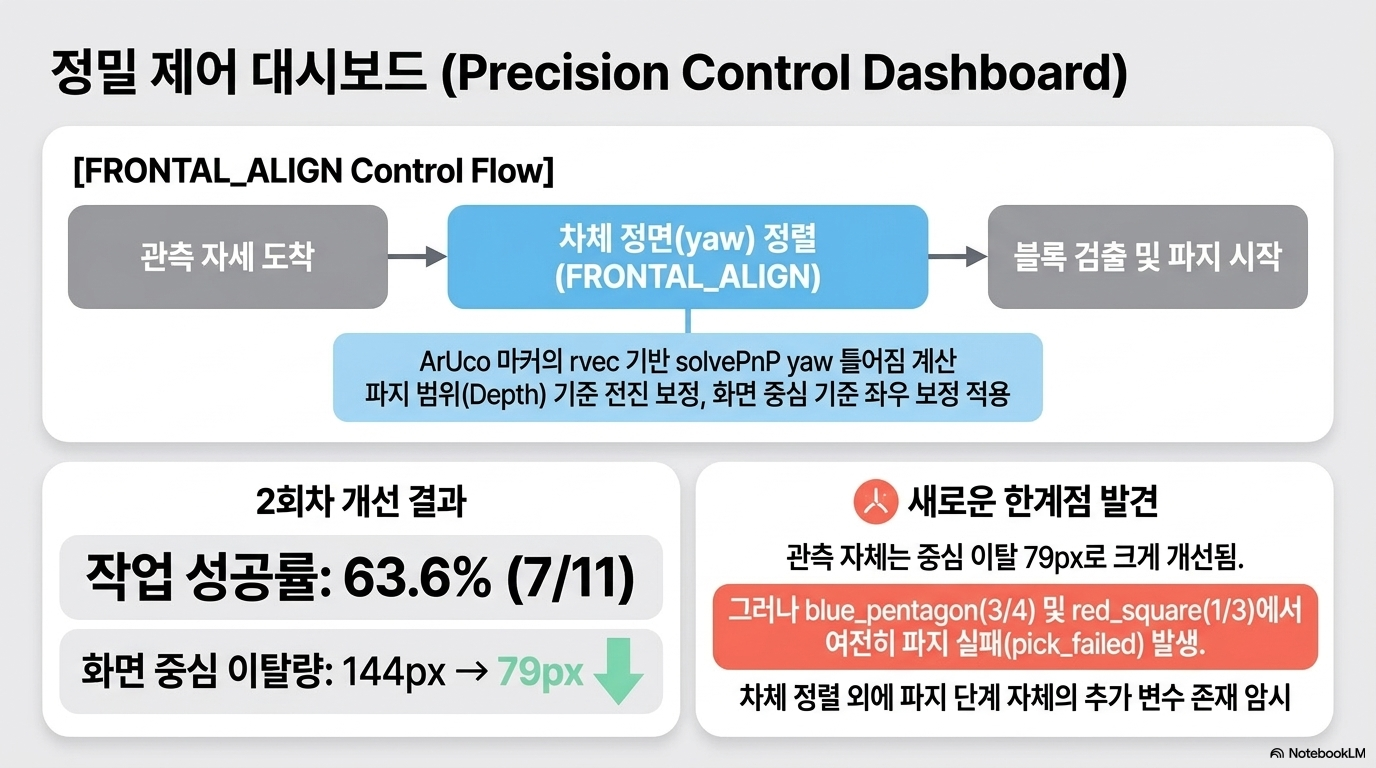 정밀 제어 대시보드 (Precision Control Dashboard)
[FRONTAL_ALIGN Control Flow]
관측 자세 도착
차체 정면(yaw) 정렬
(FRONTAL_ALIGN)
블록 검출 및 파지 시작
ArUco 마커의 rvec 기반 solvePnP yaw 틀어짐 계산
파지 범위(Depth) 기준 전진 보정, 화면 중심 기준 좌우 보정 적용
2회차 개선 결과
작업 성공률: 63.6% (7/11)
화면 중심 이탈량: 144px → 79px
새로운 한계점 발견
관측 자체는 중심 이탈 79px로 크게 개선됨.
그러나 blue_pentagon(3/4) 및 red_square(1/3)에서
여전히 파지 실패(pick_failed) 발생.
차체 정렬 외에 파지 단계 자체의 추가 변수 존재 암시
NotebookLM